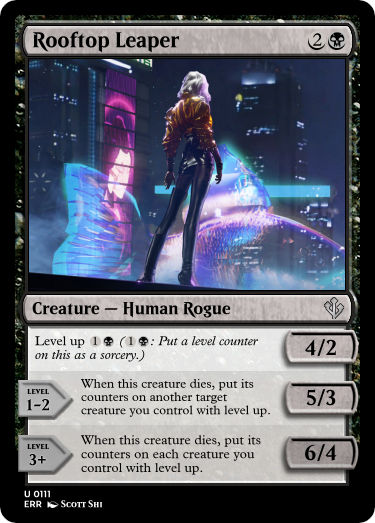 Rooftop Leaper 2
Creature — Human Rogue
Level up 1 ( 1 : Put a level counter
on this as a sorcery.)
4/2
LEVEL
1-2
When this creature dies, put its
counters on another target
creature you control with level up.
5/3
LEVEL
3+
When this creature dies, put its
counters on each creature you
control with level up.
6/4
U 0111
ERR Scott Shi